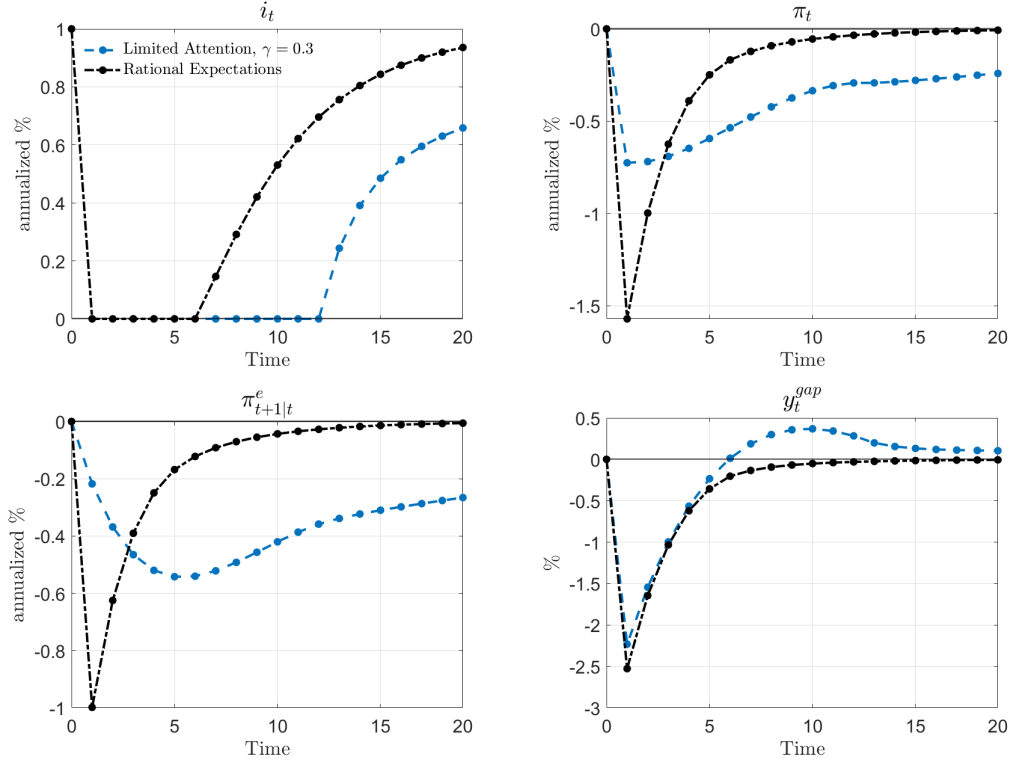 i_t
1
0.8
0.6
0.4
0.2
0
annualized %
Limited Attention, γ = 0.3
Rational Expectations
0 5 10 15 20
Time
π_t
0
-0.5
-1
-1.5
annualized %
0 5 10 15 20
Time
π^e_{t+1|t}
0
-0.2
-0.4
-0.6
-0.8
-1
annualized %
0 5 10 15 20
Time
y_t^{gap}
0.5
0
-0.5
-1
-1.5
-2
-2.5
-3
%
0 5 10 15 20
Time